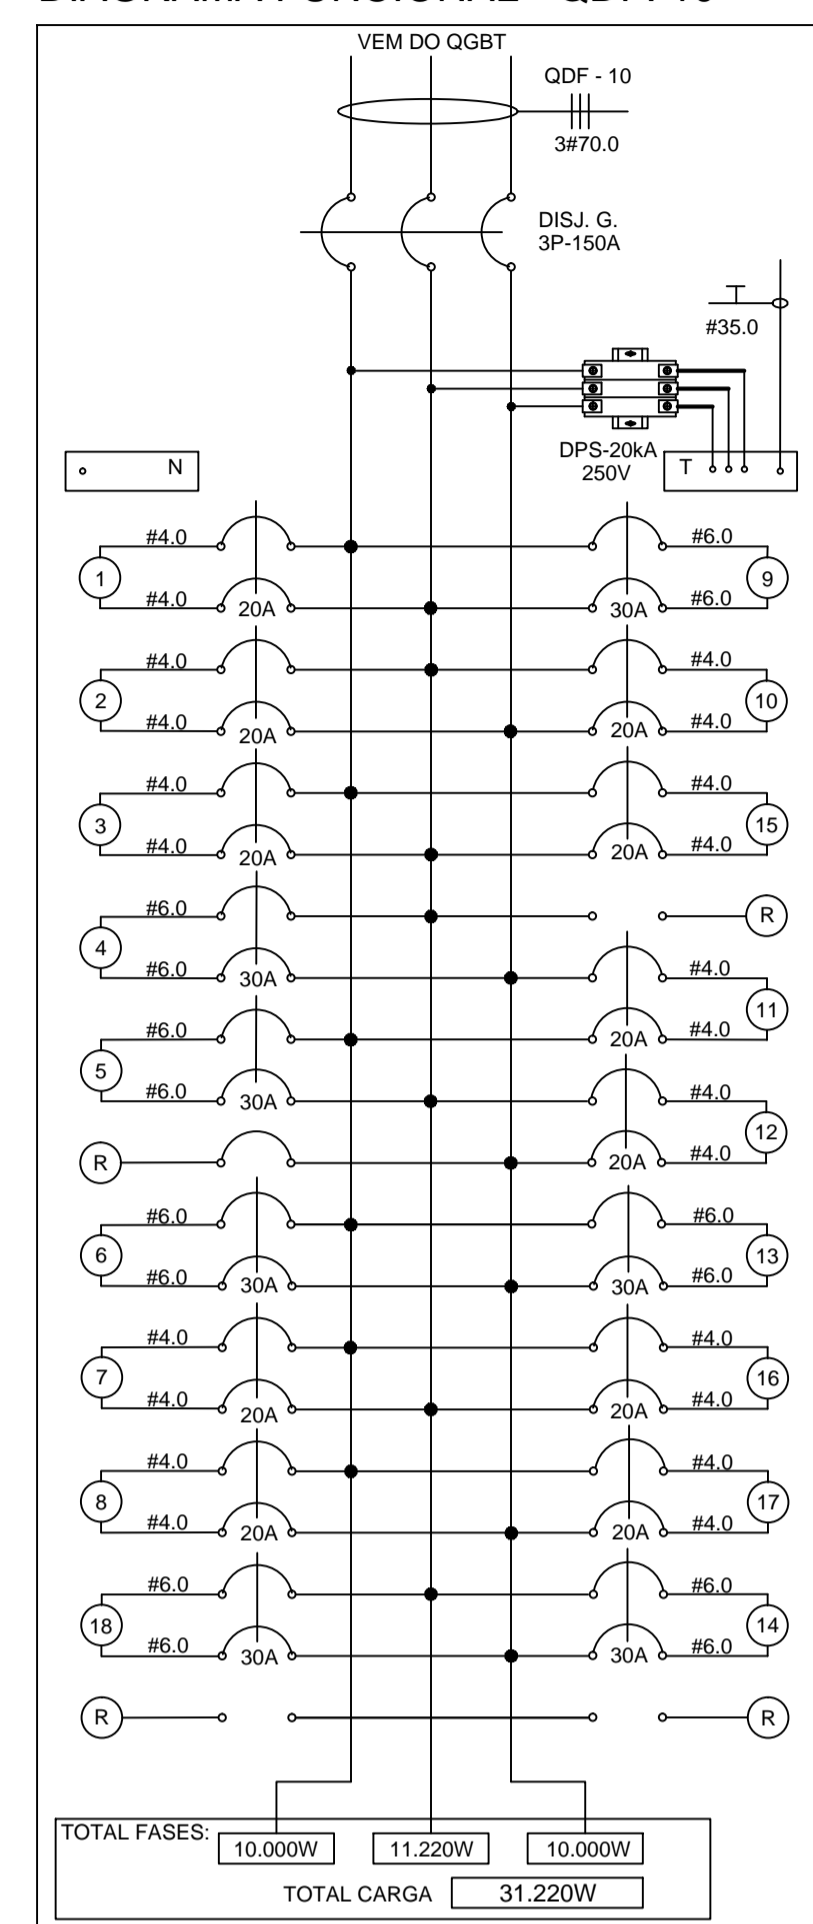 VEM DO QGBT
QDF - 10
3#70.0
DISJ. G.
3P-150A
#35.0
DPS-20kA
250V
N
T
#4.0
#6.0
1
9
#4.0
20A
30A
#6.0
#4.0
#4.0
2
10
#4.0
20A
20A
#4.0
#4.0
#4.0
3
15
#4.0
20A
20A
#4.0
#6.0
R
4
#6.0
30A
#4.0
11
#6.0
20A
#4.0
5
#6.0
30A
#4.0
12
R
20A
#4.0
#6.0
#6.0
6
13
#6.0
30A
30A
#6.0
#4.0
#4.0
7
16
#4.0
20A
20A
#4.0
#4.0
#4.0
8
17
#4.0
20A
20A
#4.0
#6.0
#6.0
18
14
#6.0
30A
30A
#6.0
R
R
TOTAL FASES:
10.000W
11.220W
10.000W
TOTAL CARGA
31.220W